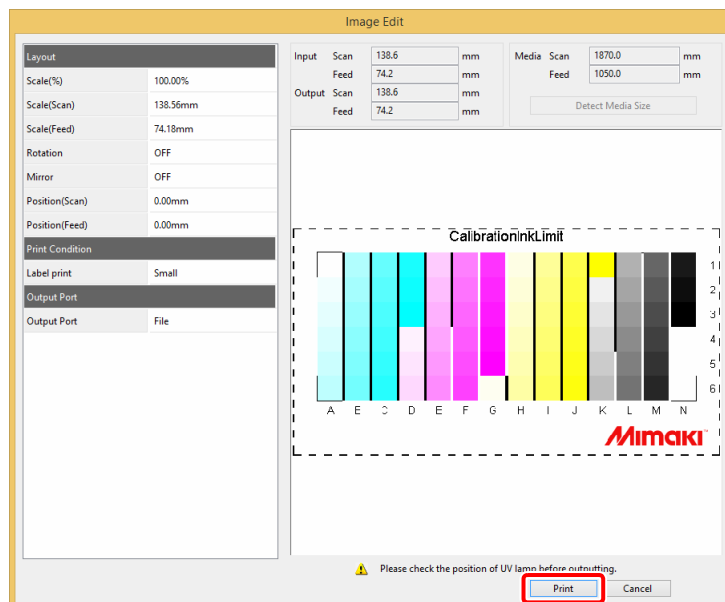 Image Edit
Layout
Scale(%) 100.00%
Scale(Scan) 138.56mm
Scale(Feed) 74.18mm
Rotation OFF
Mirror OFF
Position(Scan) 0.00mm
Position(Feed) 0.00mm
Print Condition
Label print Small
Output Port
Output Port File
Input Scan 138.6 mm
Feed 74.2 mm
Output Scan 138.6 mm
Feed 74.2 mm
Media Scan 1870.0 mm
Feed 1050.0 mm
Detect Media Size
CalibrationInkLimit
1
2
3
4
5
6
A E C D E F G H I J K L M N
Mimaki
Please check the position of UV lamp before outputting.
Print Cancel